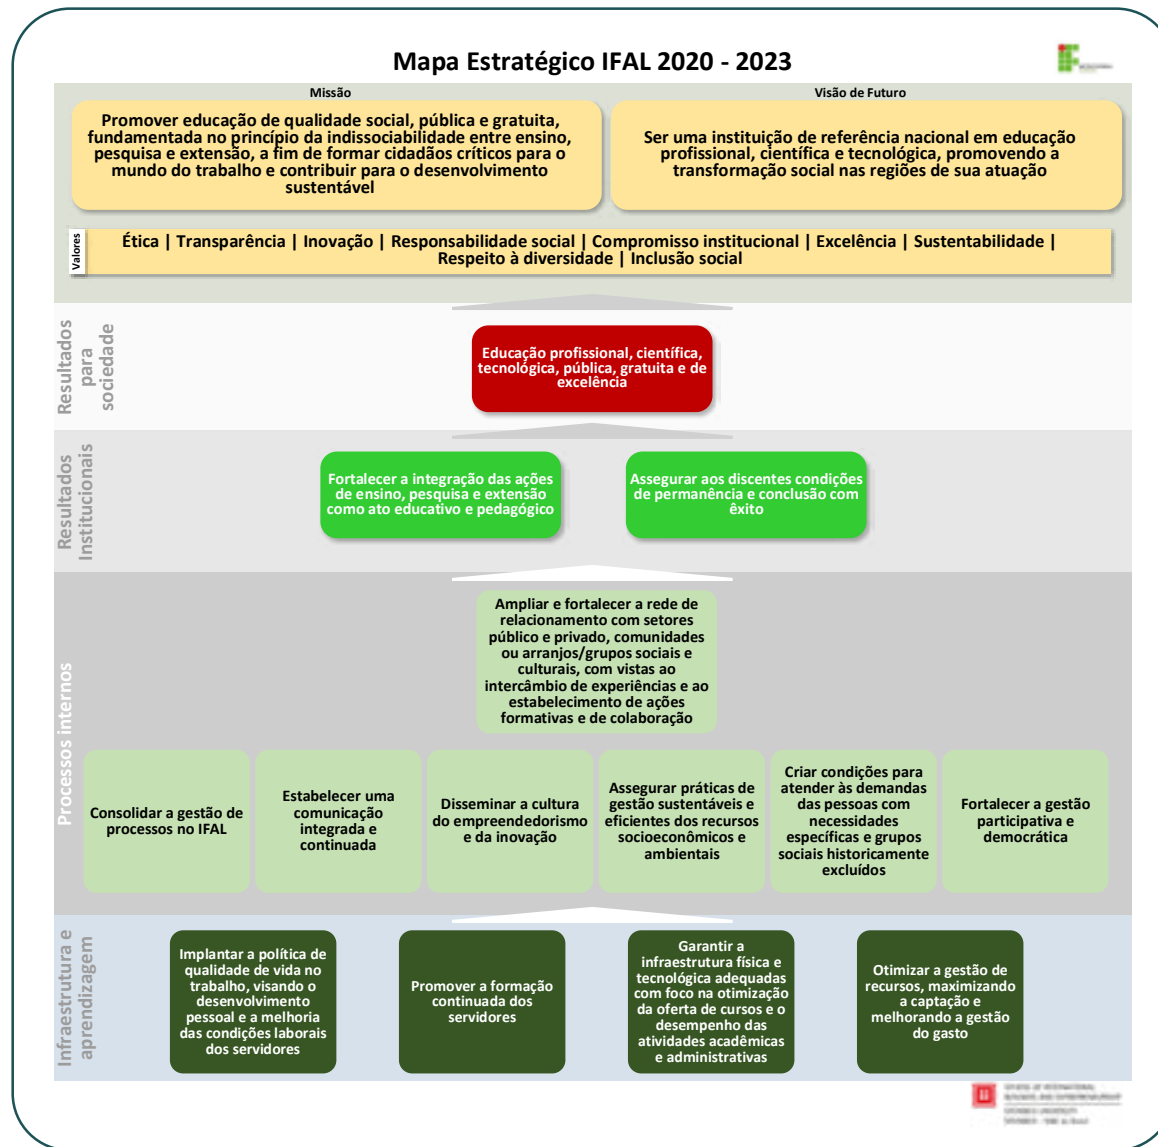 Mapa Estratégico IFAL 2020 - 2023
Missão
Promover educação de qualidade social, pública e gratuita,
fundamentada no princípio da indissociabilidade entre ensino,
pesquisa e extensão, a fim de formar cidadãos críticos para o
mundo do trabalho e contribuir para o desenvolvimento
sustentável
Visão de Futuro
Ser uma instituição de referência nacional em educação
profissional, científica e tecnológica, promovendo a
transformação social nas regiões de sua atuação
Valores
Ética | Transparência | Inovação | Responsabilidade social | Compromisso institucional | Excelência | Sustentabilidade |
Respeito à diversidade | Inclusão social
Resultados
para
sociedade
Educação profissional, científica,
tecnológica, pública, gratuita e de
excelência
Resultados
Institucionais
Fortalecer a integração das ações
de ensino, pesquisa e extensão
como ato educativo e pedagógico
Assegurar aos discentes condições
de permanência e conclusão com
êxito
Processos internos
Ampliar e fortalecer a rede de
relacionamento com setores
público e privado, comunidades
ou arranjos/grupos sociais e
culturais, com vistas ao
intercâmbio de experiências e ao
estabelecimento de ações
formativas e de colaboração
Consolidar a gestão de
processos no IFAL
Estabelecer uma
comunicação
integrada e
continuada
Disseminar a cultura
do empreendedorismo
e da inovação
Assegurar práticas de
gestão sustentáveis e
eficientes dos recursos
socioeconômicos e
ambientais
Criar condições para
atender às demandas
das pessoas com
necessidades
específicas e grupos
sociais historicamente
excluídos
Fortalecer a gestão
participativa e
democrática
Infraestrutura e
aprendizagem
Implantar a política de
qualidade de vida no
trabalho, visando o
desenvolvimento
pessoal e a melhoria
das condições laborais
dos servidores
Promover a formação
continuada dos
servidores
Garantir a
infraestrutura física e
tecnológica adequadas
com foco na otimização
da oferta de cursos e o
desempenho das
atividades acadêmicas
e administrativas
Otimizar a gestão de
recursos, maximizando
a captação e
melhorando a gestão
do gasto